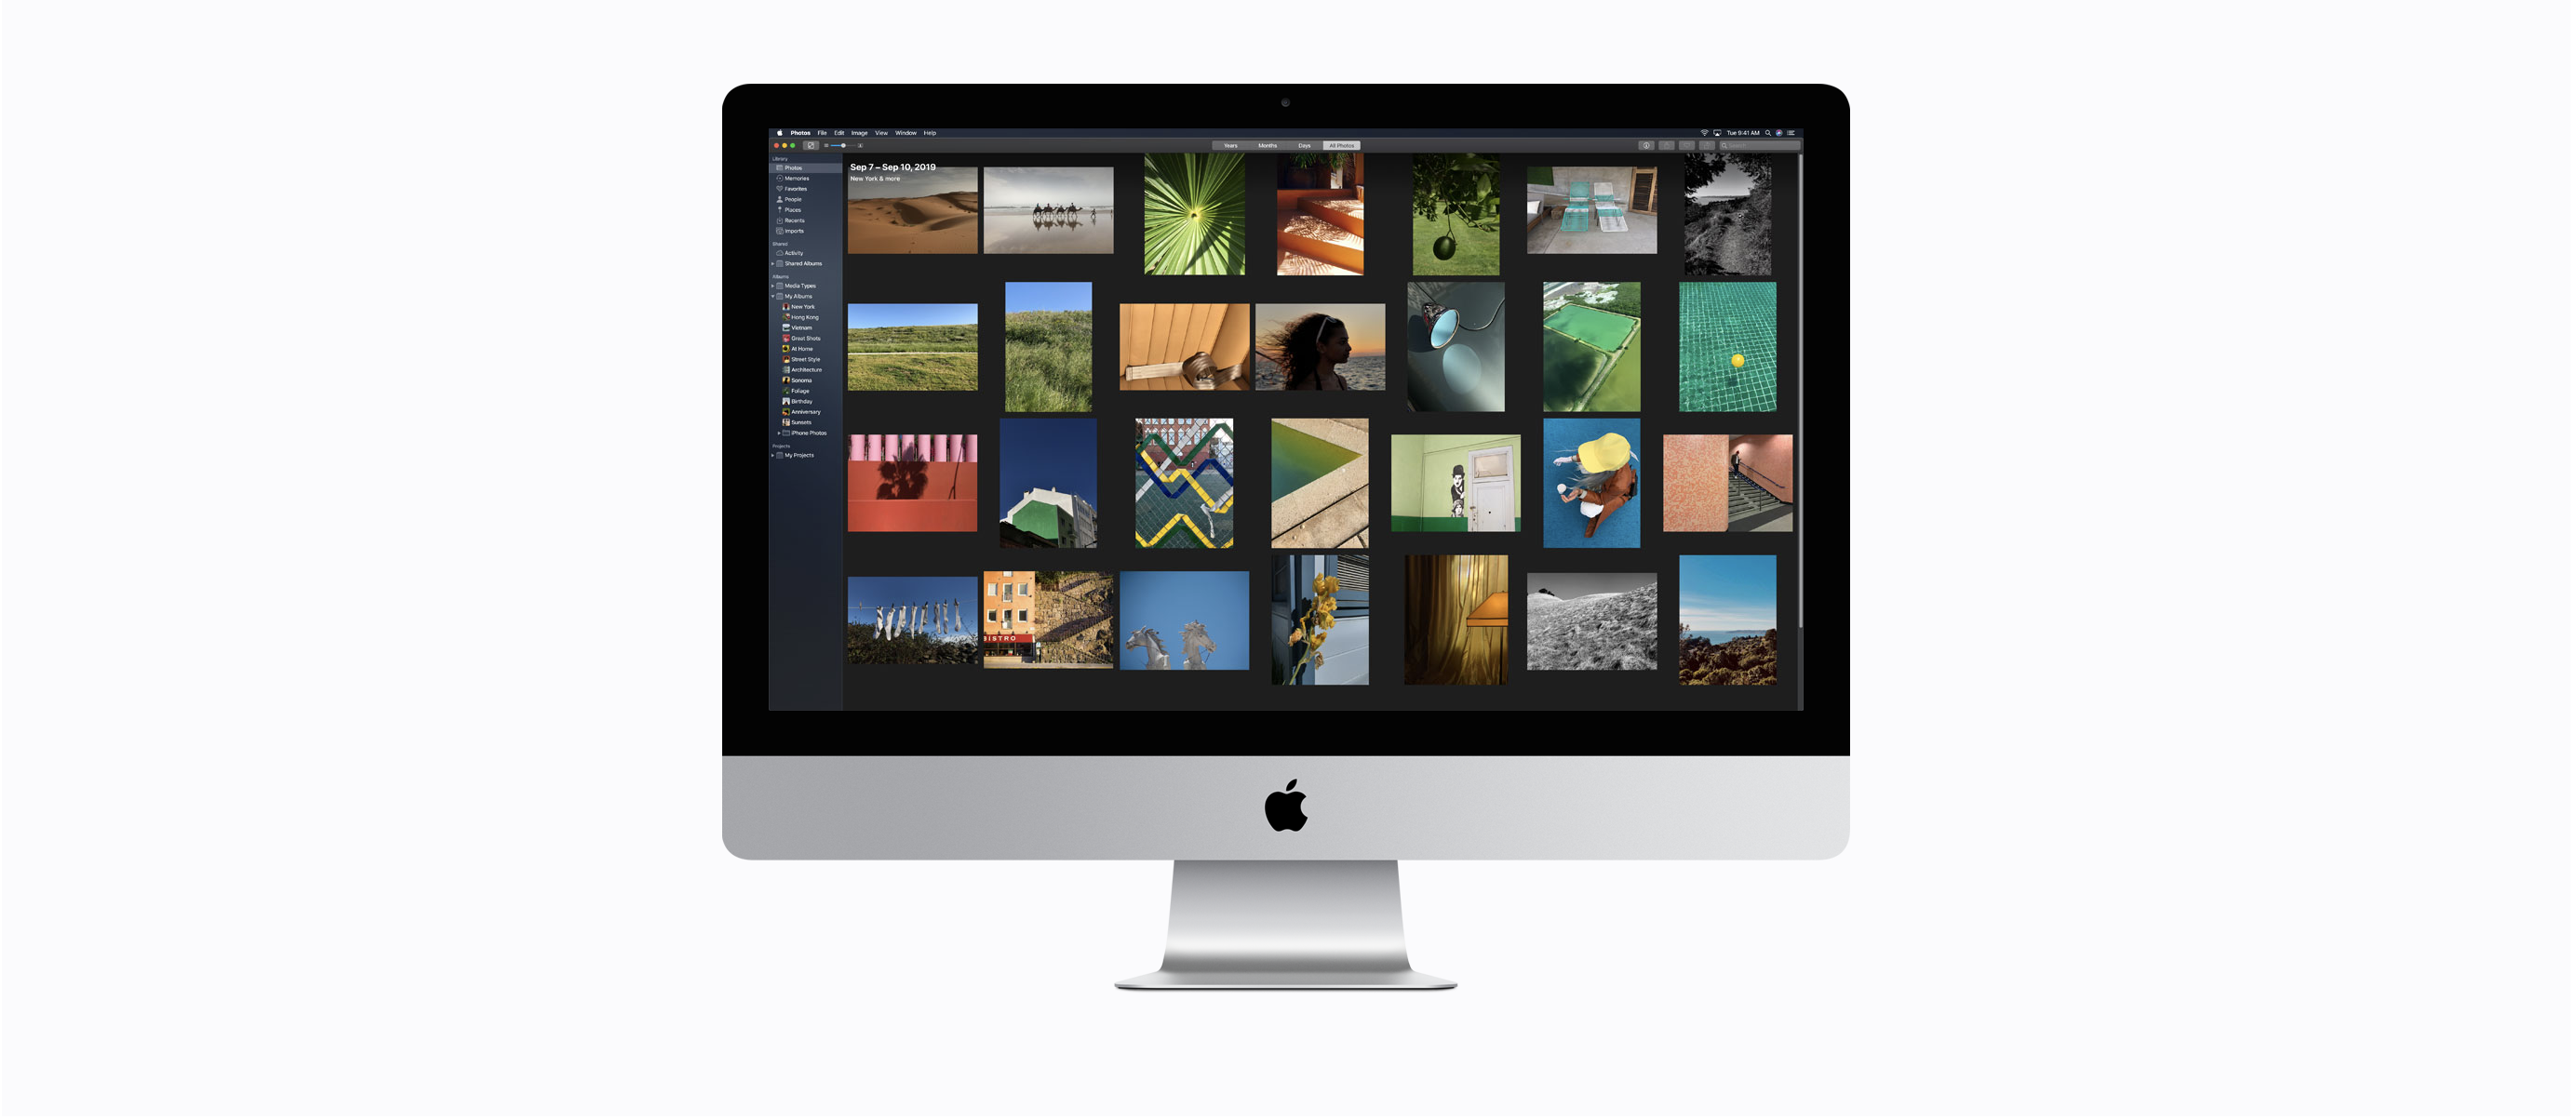 Photos File Edit Image View Window Help
Tue 9:41 AM
Years Months Days All Photos
Search
Library
Photos
Memories
Favorites
People
Places
Recents
Imports
Shared
Activity
Shared Albums
Albums
Media Types
My Albums
New York
Hong Kong
Vietnam
Great Shots
At Home
Street Style
Architecture
Sonoma
Foliage
Birthday
Anniversary
Sunsets
iPhone Photos
Projects
My Projects
Sep 7 – Sep 10, 2019
New York & more
BISTRO